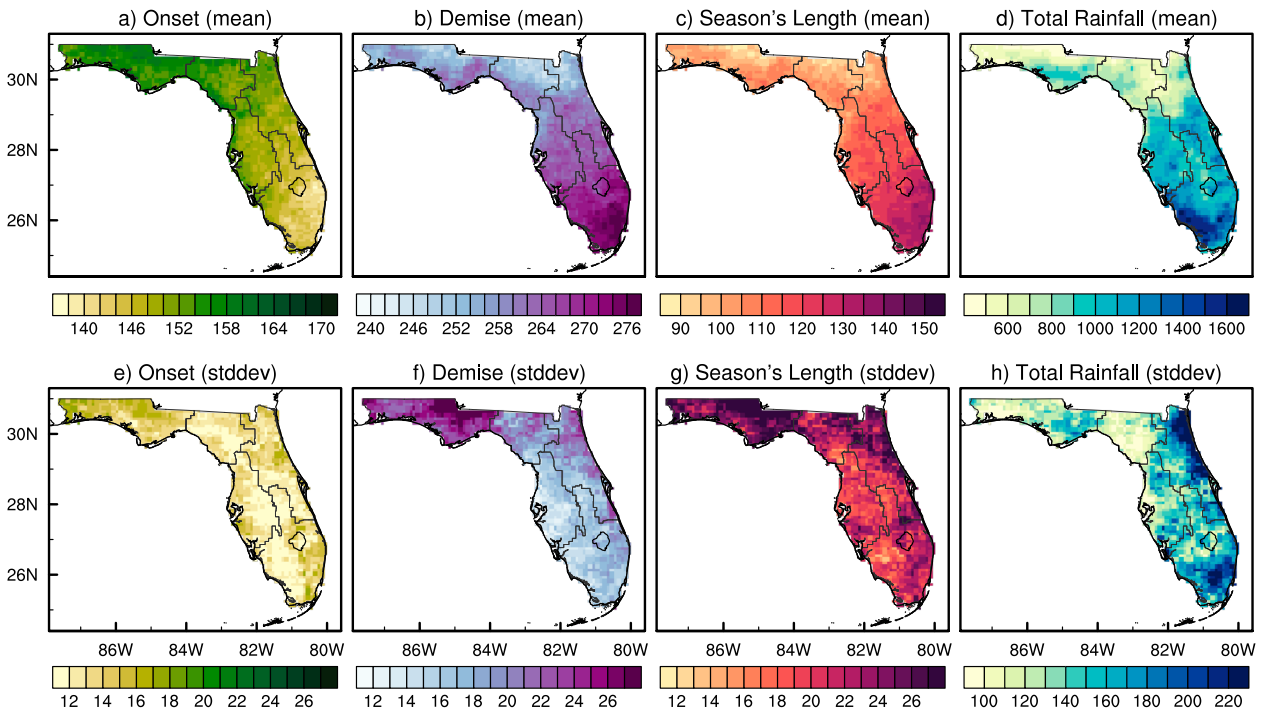 a) Onset (mean) b) Demise (mean) c) Season's Length (mean) d) Total Rainfall (mean)
30N
28N
26N
140 146 152 158 164 170 240 246 252 258 264 270 276 90 100 110 120 130 140 150 600 800 1000 1200 1400 1600
e) Onset (stddev) f) Demise (stddev) g) Season's Length (stddev) h) Total Rainfall (stddev)
30N
28N
26N
86W 84W 82W 80W 86W 84W 82W 80W 86W 84W 82W 80W 86W 84W 82W 80W
12 14 16 18 20 22 24 26 12 14 16 18 20 22 24 26 12 14 16 18 20 22 24 26 100 120 140 160 180 200 220